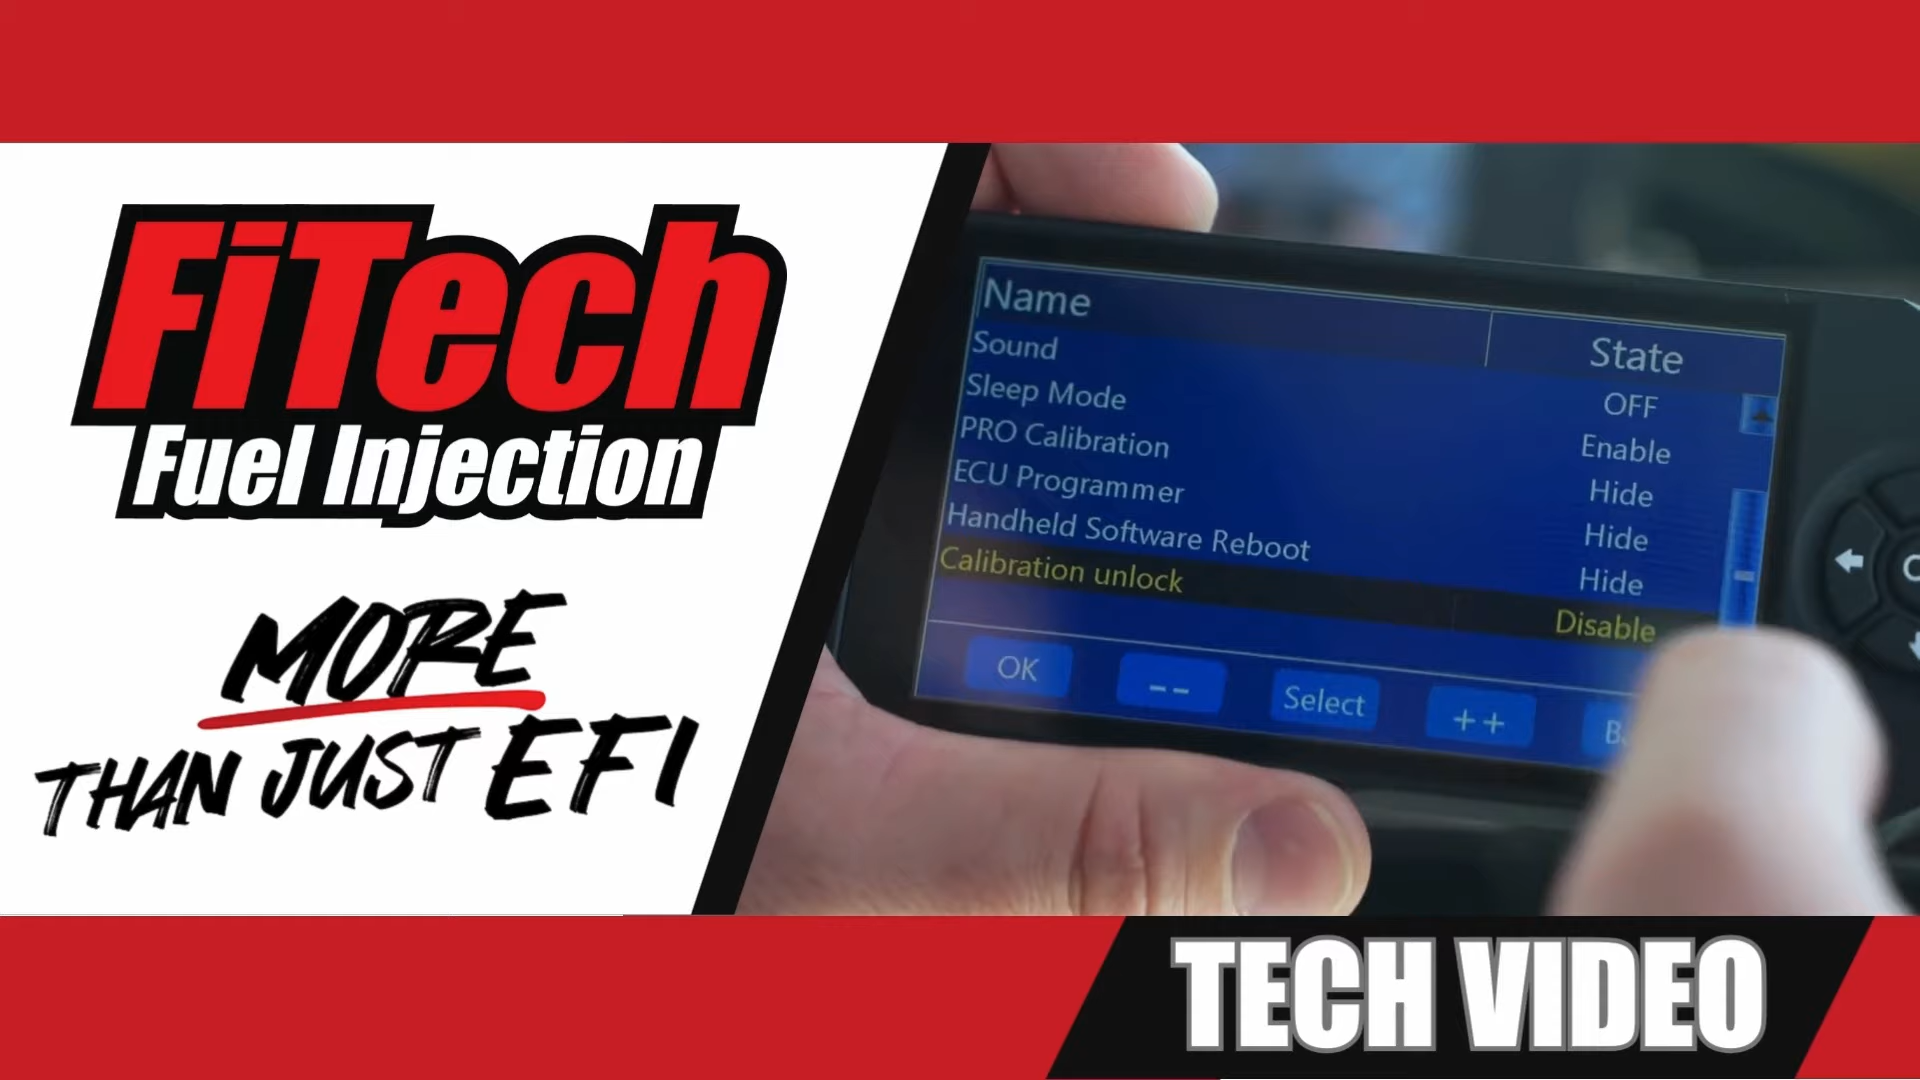 FiTech
Fuel Injection
MORE
THAN JUST EFI
Name State
Sound OFF
Sleep Mode Enable
PRO Calibration Hide
ECU Programmer Hide
Handheld Software Reboot Hide
Calibration unlock Disable
OK -- Select ++
TECH VIDEO